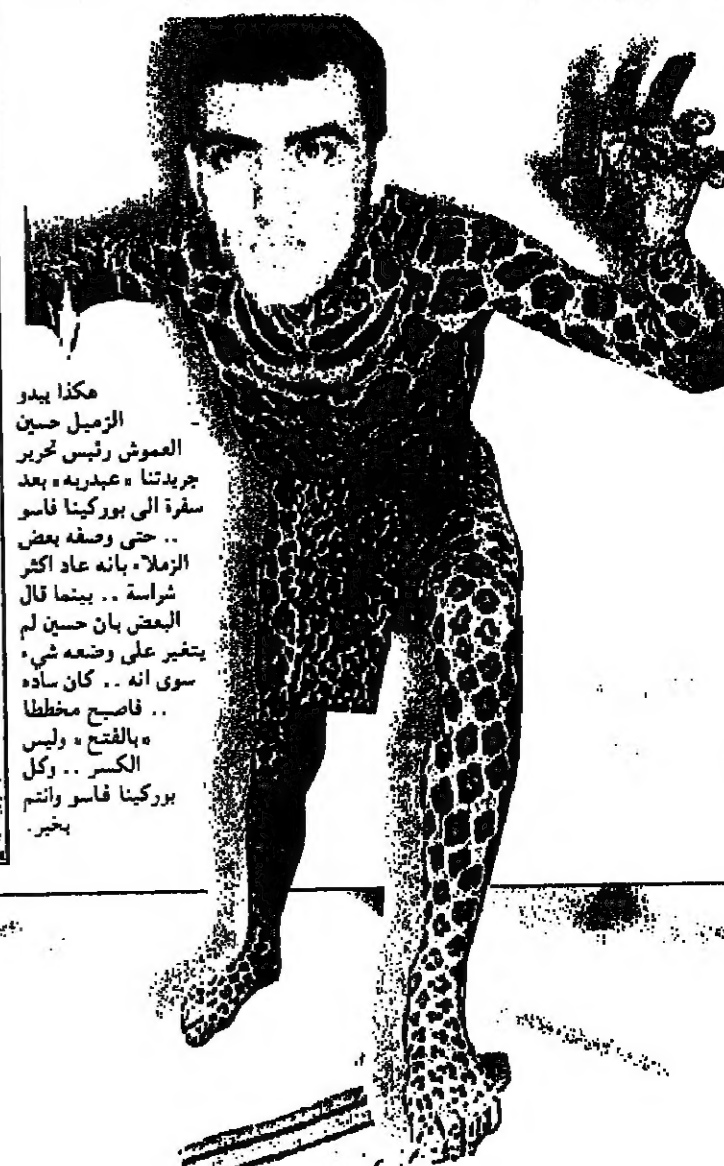 هكذا يبدو
الزميل حسين
العموش رئيس تحرير
جريدتنا «عبدربه» بعد
سفرة الى بوركينا فاسو
.. حتى وصفه بعض
الزملاء بانه عاد اكثر
شراسة .. بينما قال
البعض بان حسين لم
يتغير على وضعه شيء
سوى انه .. كان ساده
.. فاصبح مخططا
«بالفتح» وليس
الكسر .. وكل
بوركينا فاسو وانتم
بخير.